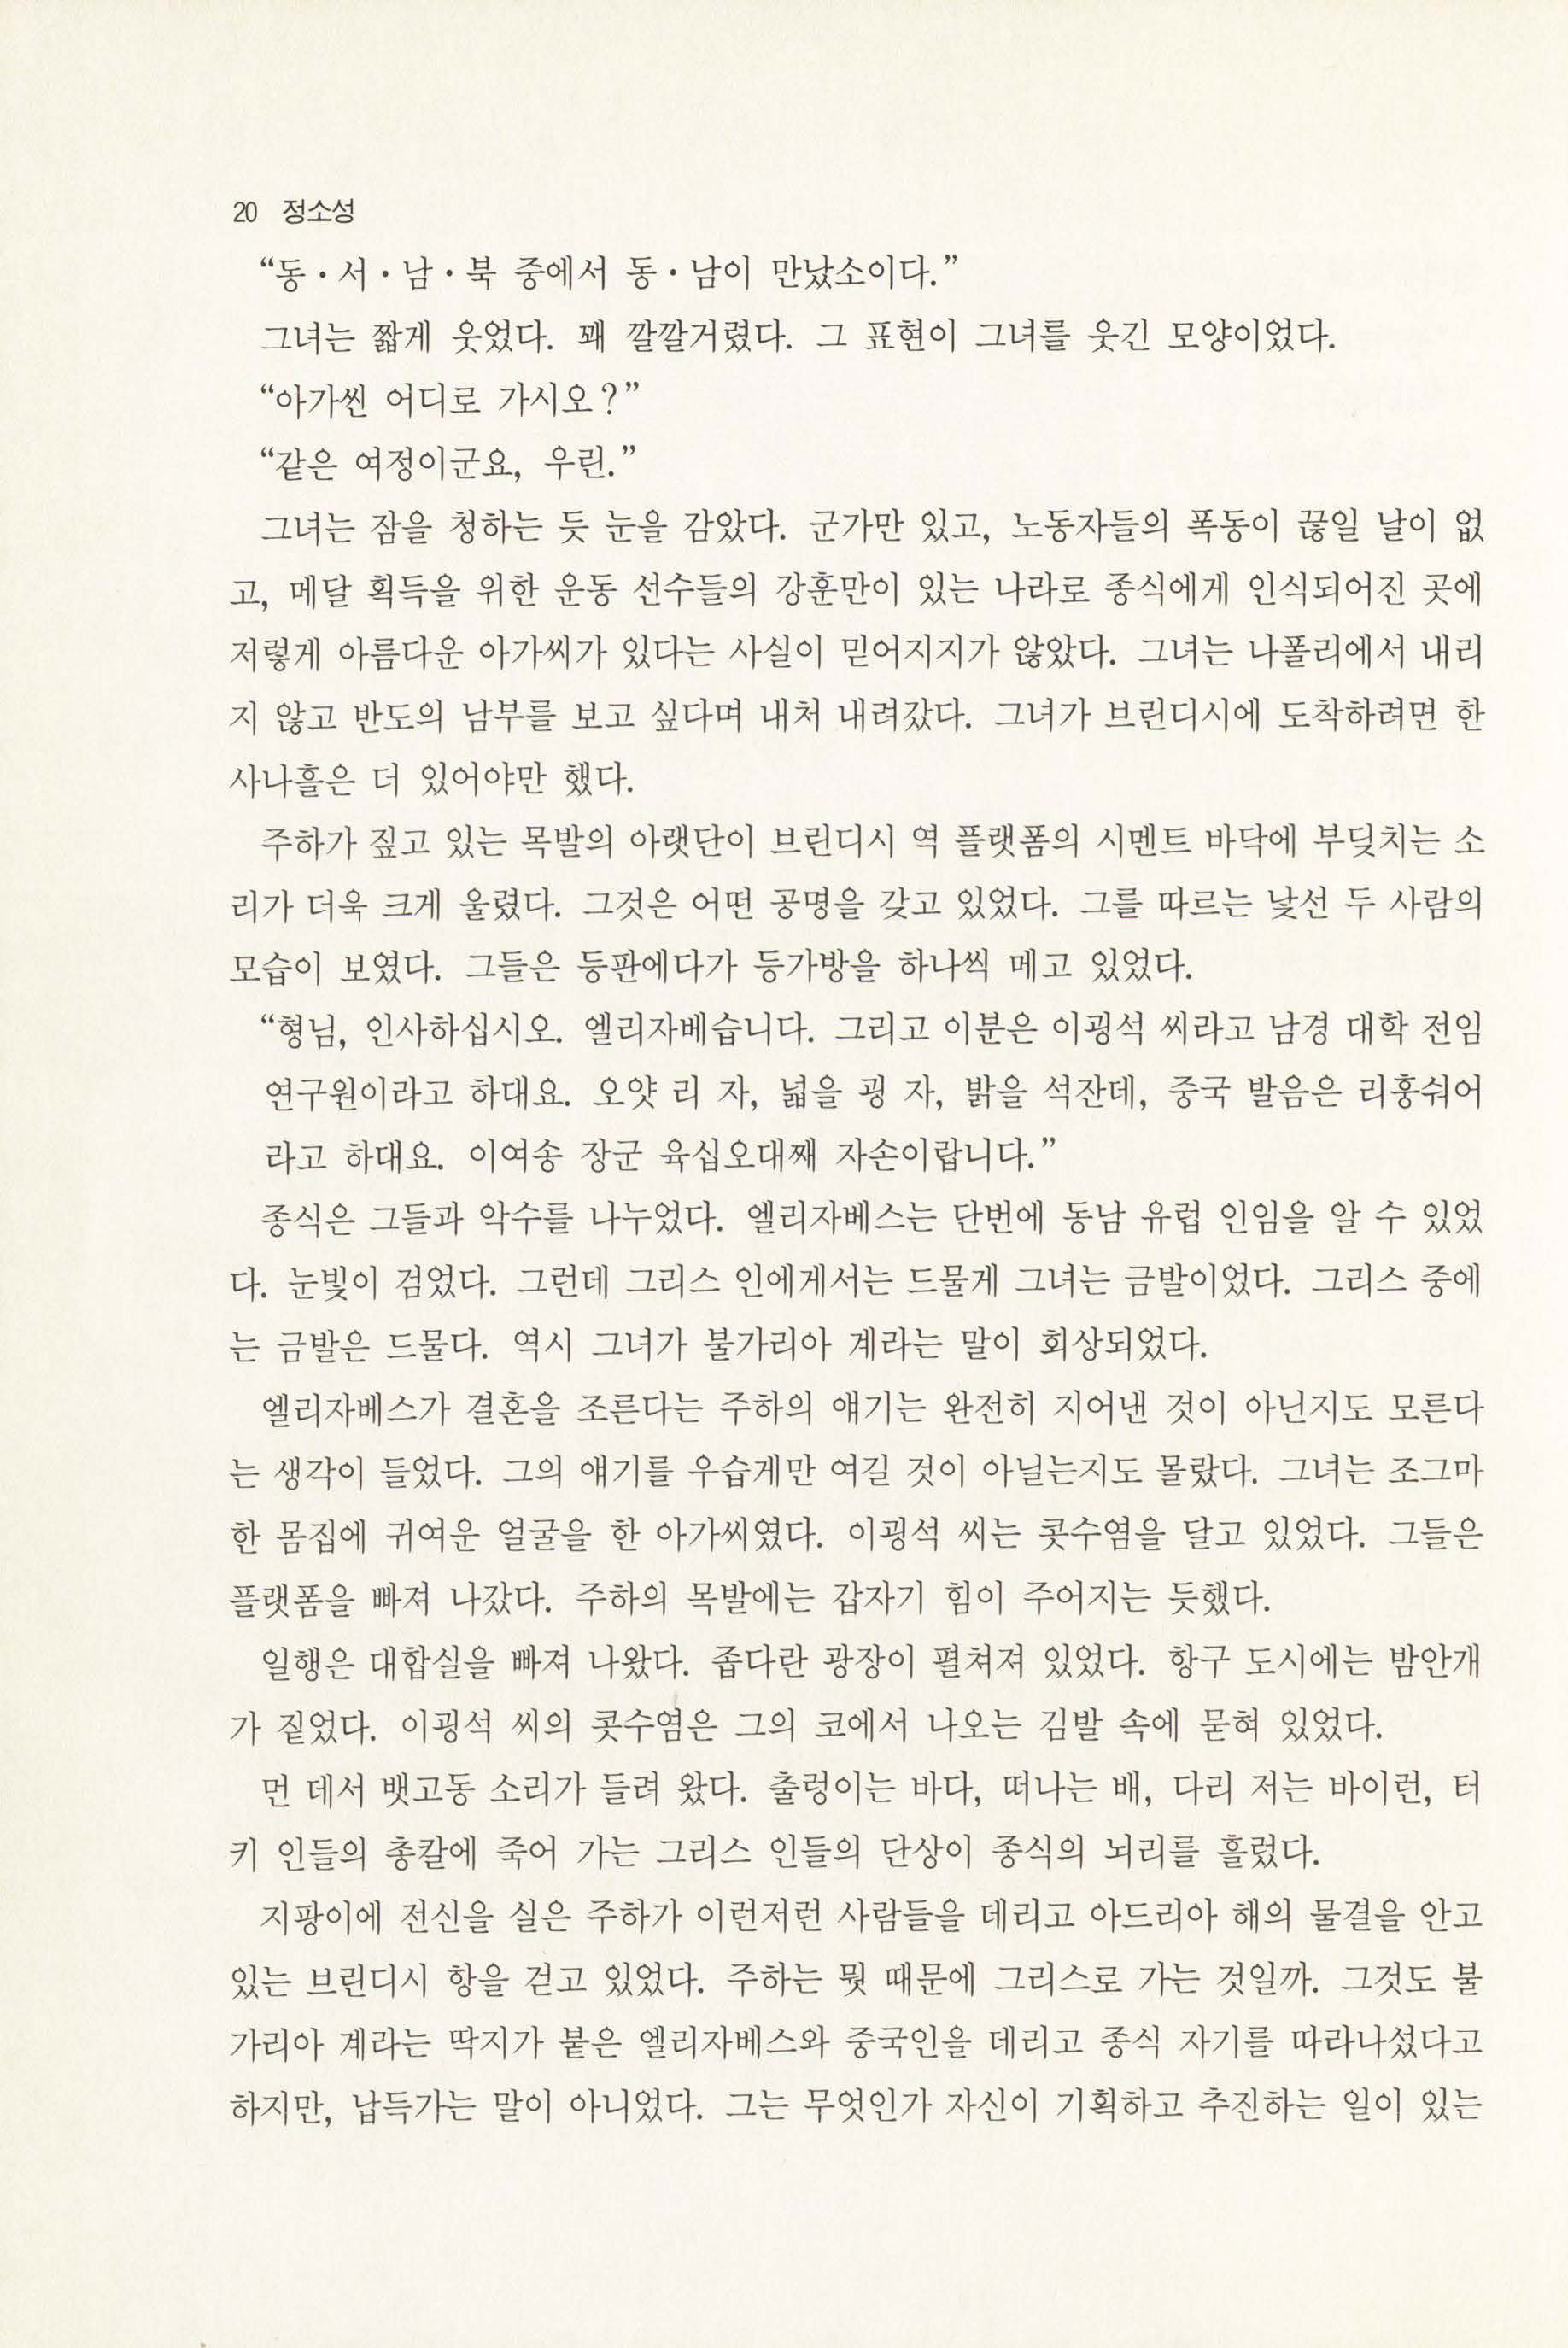 20 정소성
“동·서·남·북 중에서 동·남이 만났소이다.”
그녀는 짧게 웃었다. 꽤 깔깔거렸다. 그 표현이 그녀를 웃긴 모양이었다.
“아가씬 어디로 가시오?”
“같은 여정이군요, 우린.”
그녀는 잠을 청하는 듯 눈을 감았다. 군가만 있고, 노동자들의 폭동이 끊일 날이 없
고, 메달 획득을 위한 운동 선수들의 강훈만이 있는 나라로 종식에게 인식되어진 곳에
저렇게 아름다운 아가씨가 있다는 사실이 믿어지지가 않았다. 그녀는 나폴리에서 내리
지 않고 반도의 남부를 보고 싶다며 내처 내려갔다. 그녀가 브린디시에 도착하려면 한
사나흘은 더 있어야만 했다.
주하가 짚고 있는 목발의 아랫단이 브린디시 역 플랫폼의 시멘트 바닥에 부딪치는 소
리가 더욱 크게 울렸다. 그것은 어떤 공명을 갖고 있었다. 그를 따르는 낯선 두 사람의
모습이 보였다. 그들은 등판에다가 등가방을 하나씩 메고 있었다.
“형님, 인사하십시오. 엘리자베습니다. 그리고 이분은 이굉석 씨라고 남경 대학 전임
연구원이라고 하대요. 오얏 리 자, 넓을 굉 자, 밝을 석잔데, 중국 발음은 리홍쉬어
라고 하대요. 이여송 장군 육십오대째 자손이랍니다.”
종식은 그들과 악수를 나누었다. 엘리자베스는 단번에 동남 유럽 인임을 알 수 있었
다. 눈빛이 검었다. 그런데 그리스 인에게서는 드물게 그녀는 금발이었다. 그리스 중에
는 금발은 드물다. 역시 그녀가 불가리아 계라는 말이 회상되었다.
엘리자베스가 결혼을 조른다는 주하의 얘기는 완전히 지어낸 것이 아닌지도 모른다
는 생각이 들었다. 그의 얘기를 우습게만 여길 것이 아닐는지도 몰랐다. 그녀는 조그마
한 몸집에 귀여운 얼굴을 한 아가씨였다. 이굉석 씨는 콧수염을 달고 있었다. 그들은
플랫폼을 빠져 나갔다. 주하의 목발에는 갑자기 힘이 주어지는 듯했다.
일행은 대합실을 빠져 나왔다. 좁다란 광장이 펼쳐져 있었다. 항구 도시에는 밤안개
가 짙었다. 이굉석 씨의 콧수염은 그의 코에서 나오는 김발 속에 묻혀 있었다.
먼 데서 뱃고동 소리가 들려 왔다. 출렁이는 바다, 떠나는 배, 다리 저는 바이런, 터
키 인들의 총칼에 죽어 가는 그리스 인들의 단상이 종식의 뇌리를 흘렀다.
지팡이에 전신을 실은 주하가 이런저런 사람들을 데리고 아드리아 해의 물결을 안고
있는 브린디시 항을 걷고 있었다. 주하는 뭣 때문에 그리스로 가는 것일까. 그것도 불
가리아 계라는 딱지가 붙은 엘리자베스와 중국인을 데리고 종식 자기를 따라나섰다고
하지만, 납득가는 말이 아니었다. 그는 무엇인가 자신이 기획하고 추진하는 일이 있는